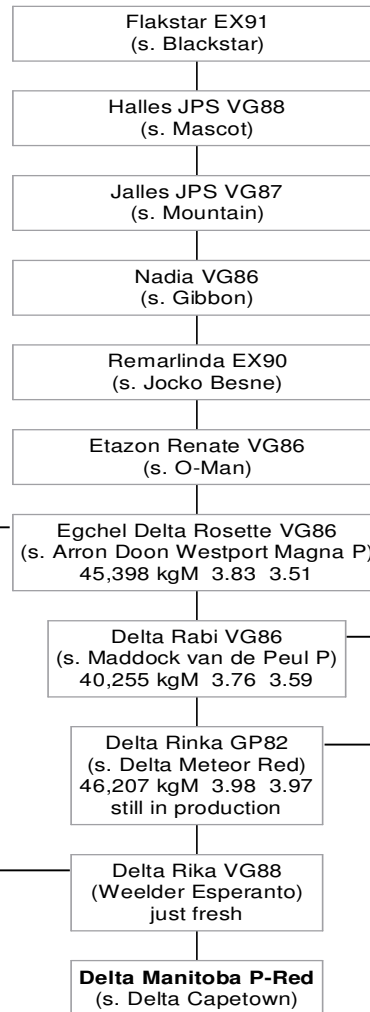 Flakstar EX91
(s. Blackstar)
Halles JPS VG88
(s. Mascot)
Jalles JPS VG87
(s. Mountain)
Nadia VG86
(s. Gibbon)
Remarlinda EX90
(s. Jocko Besne)
Etazon Renate VG86
(s. O-Man)
Egchel Delta Rosette VG86
(s. Arron Doon Westport Magna P)
45,398 kgM 3.83 3.51
Delta Rabi VG86
(s. Maddock van de Peul P)
40,255 kgM 3.76 3.59
Delta Rinka GP82
(s. Delta Meteor Red)
46,207 kgM 3.98 3.97
still in production
Delta Rika VG88
(Weelder Esperanto)
just fresh
Delta Manitoba P-Red
(s. Delta Capetown)